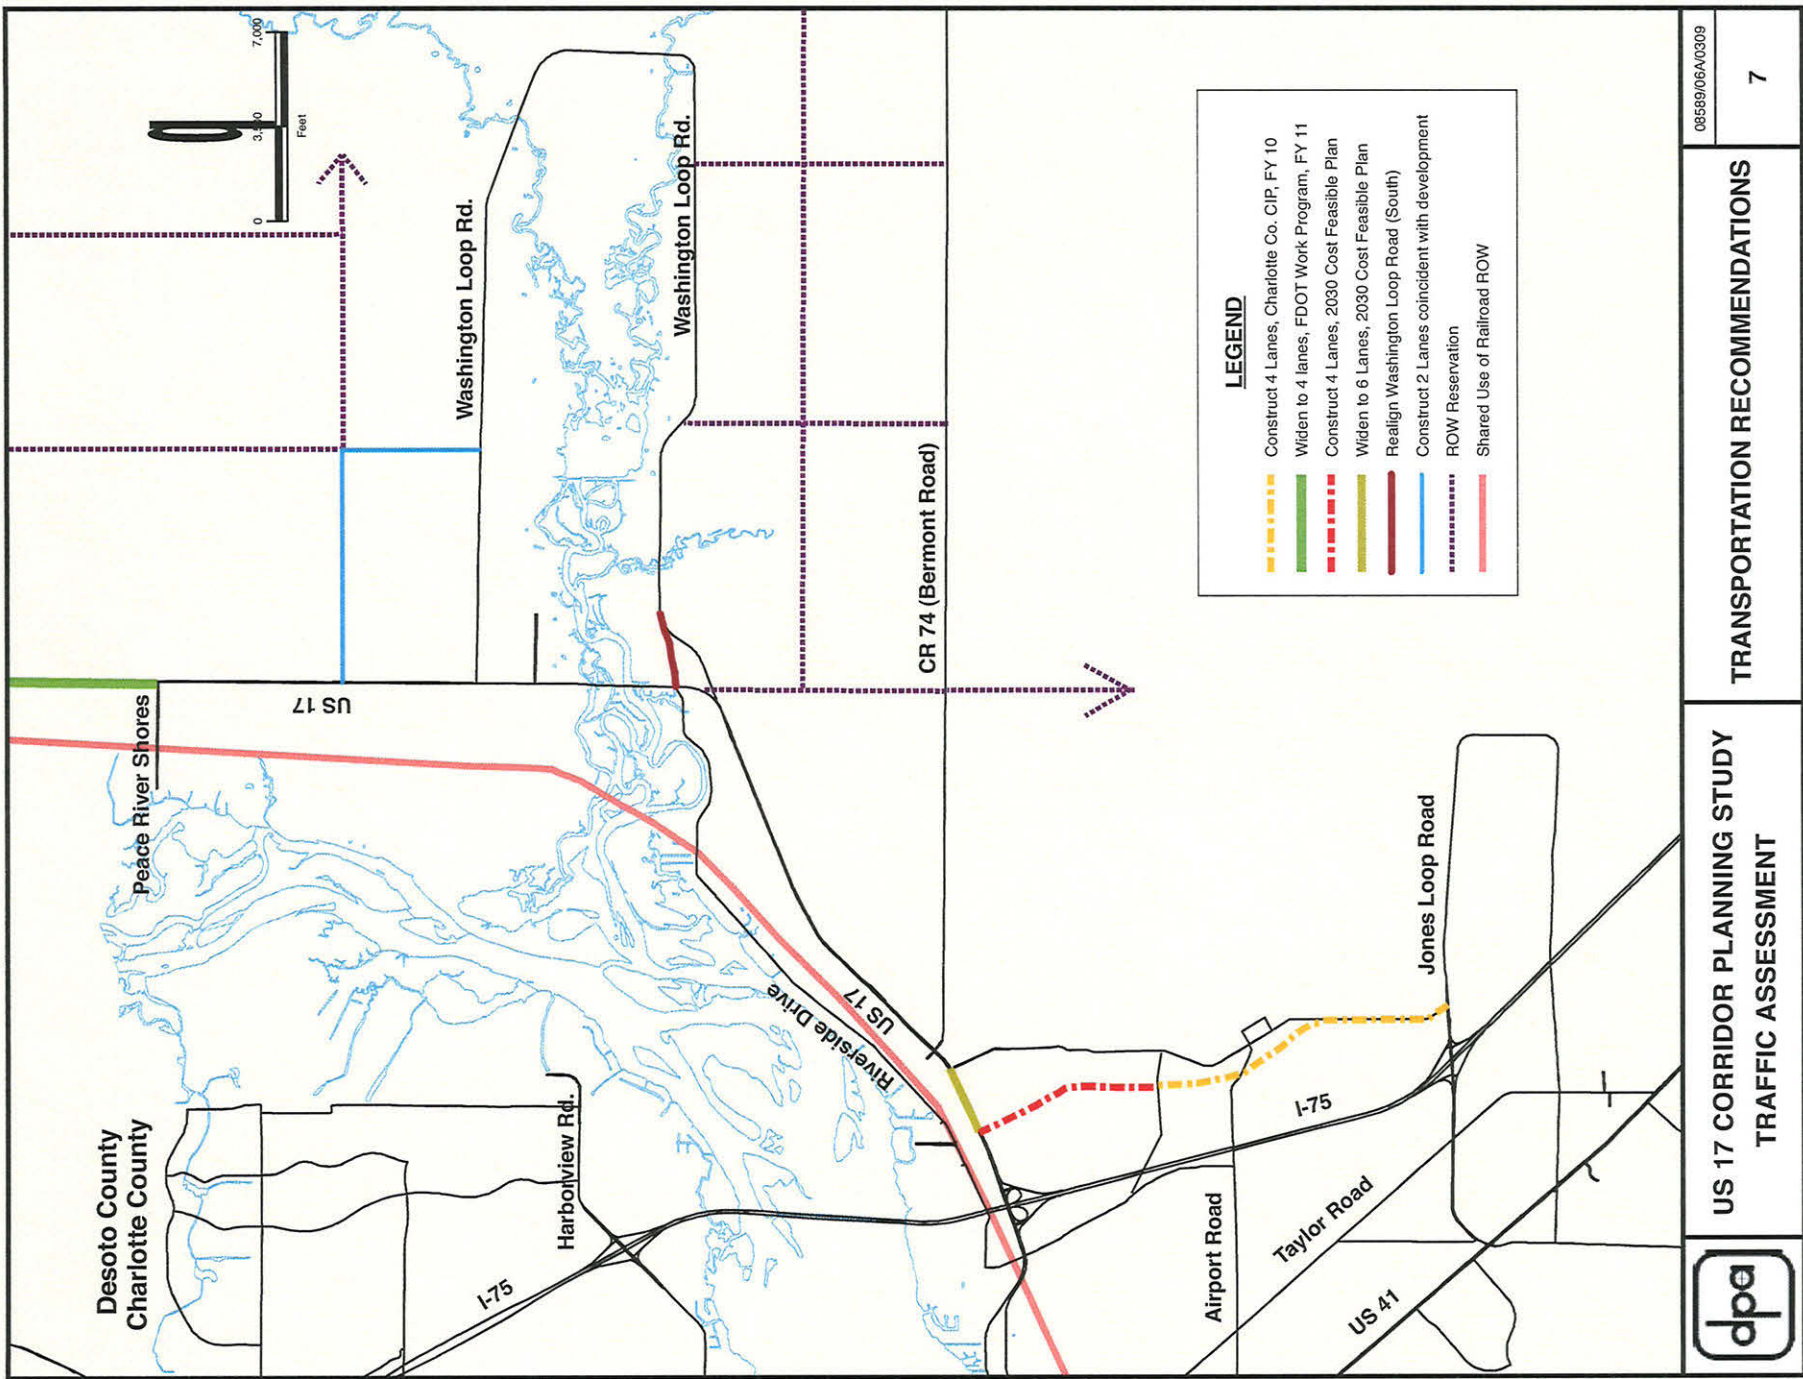 Desoto County
Charlotte County
Peace River Shores
US 17
Washington Loop Rd.
Washington Loop Rd.
0
3,500
7,000
Feet
Harborview Rd.
I-75
Riverside Drive
US 17
CR 74 (Bermont Road)
Airport Road
I-75
Taylor Road
US 41
Jones Loop Road
LEGEND
Construct 4 Lanes, Charlotte Co. CIP, FY 10
Widen to 4 lanes, FDOT Work Program, FY 11
Construct 4 Lanes, 2030 Cost Feasible Plan
Widen to 6 Lanes, 2030 Cost Feasible Plan
Realign Washington Loop Road (South)
Construct 2 Lanes coincident with development
ROW Reservation
Shared Use of Railroad ROW
dpa
US 17 CORRIDOR PLANNING STUDY
TRAFFIC ASSESSMENT
TRANSPORTATION RECOMMENDATIONS
08589/06A/0309
7